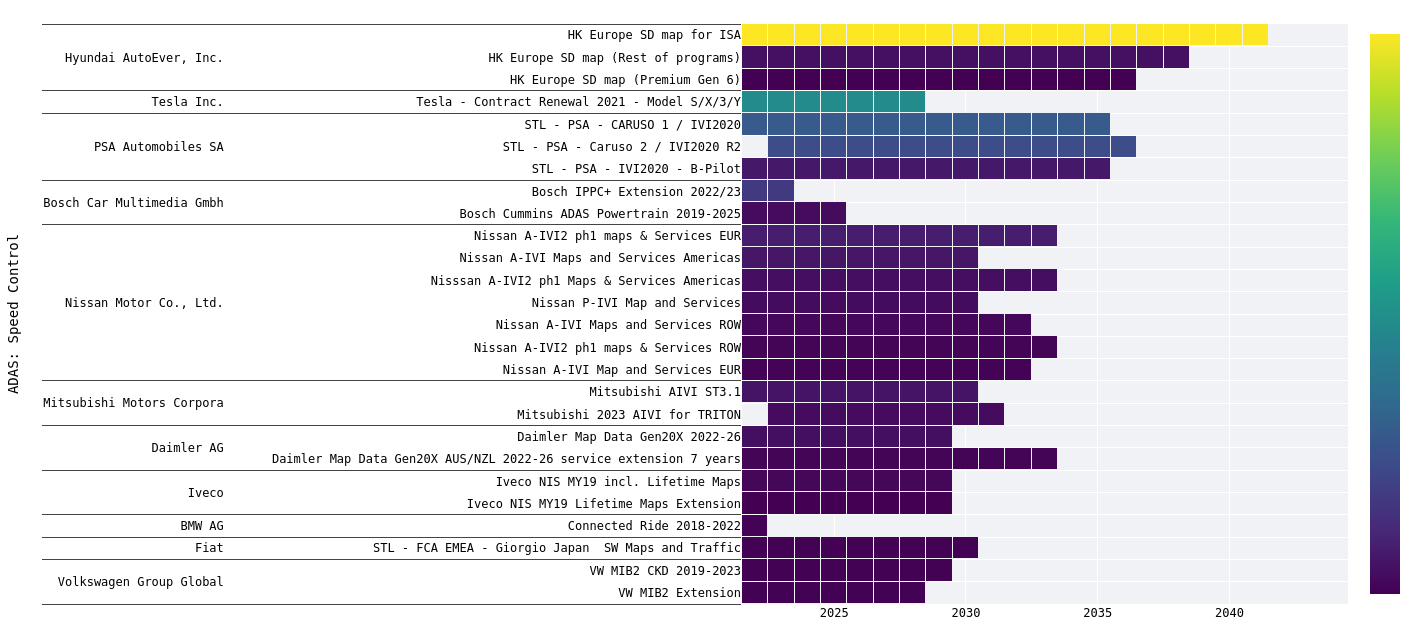 ADAS: Speed Control
Hyundai AutoEver, Inc.
HK Europe SD map for ISA
HK Europe SD map (Rest of programs)
HK Europe SD map (Premium Gen 6)
Tesla Inc.
Tesla - Contract Renewal 2021 - Model S/X/3/Y
PSA Automobiles SA
STL - PSA - CARUSO 1 / IVI2020
STL - PSA - Caruso 2 / IVI2020 R2
STL - PSA - IVI2020 - B-Pilot
Bosch Car Multimedia Gmbh
Bosch IPPC+ Extension 2022/23
Bosch Cummins ADAS Powertrain 2019-2025
Nissan Motor Co., Ltd.
Nissan A-IVI2 ph1 maps & Services EUR
Nissan A-IVI Maps and Services Americas
Nisssan A-IVI2 ph1 Maps & Services Americas
Nissan P-IVI Map and Services
Nissan A-IVI Maps and Services ROW
Nissan A-IVI2 ph1 maps & Services ROW
Nissan A-IVI Map and Services EUR
Mitsubishi Motors Corpora
Mitsubishi AIVI ST3.1
Mitsubishi 2023 AIVI for TRITON
Daimler AG
Daimler Map Data Gen20X 2022-26
Daimler Map Data Gen20X AUS/NZL 2022-26 service extension 7 years
Iveco
Iveco NIS MY19 incl. Lifetime Maps
Iveco NIS MY19 Lifetime Maps Extension
BMW AG
Connected Ride 2018-2022
Fiat
STL - FCA EMEA - Giorgio Japan  SW Maps and Traffic
Volkswagen Group Global
VW MIB2 CKD 2019-2023
VW MIB2 Extension
2025 2030 2035 2040